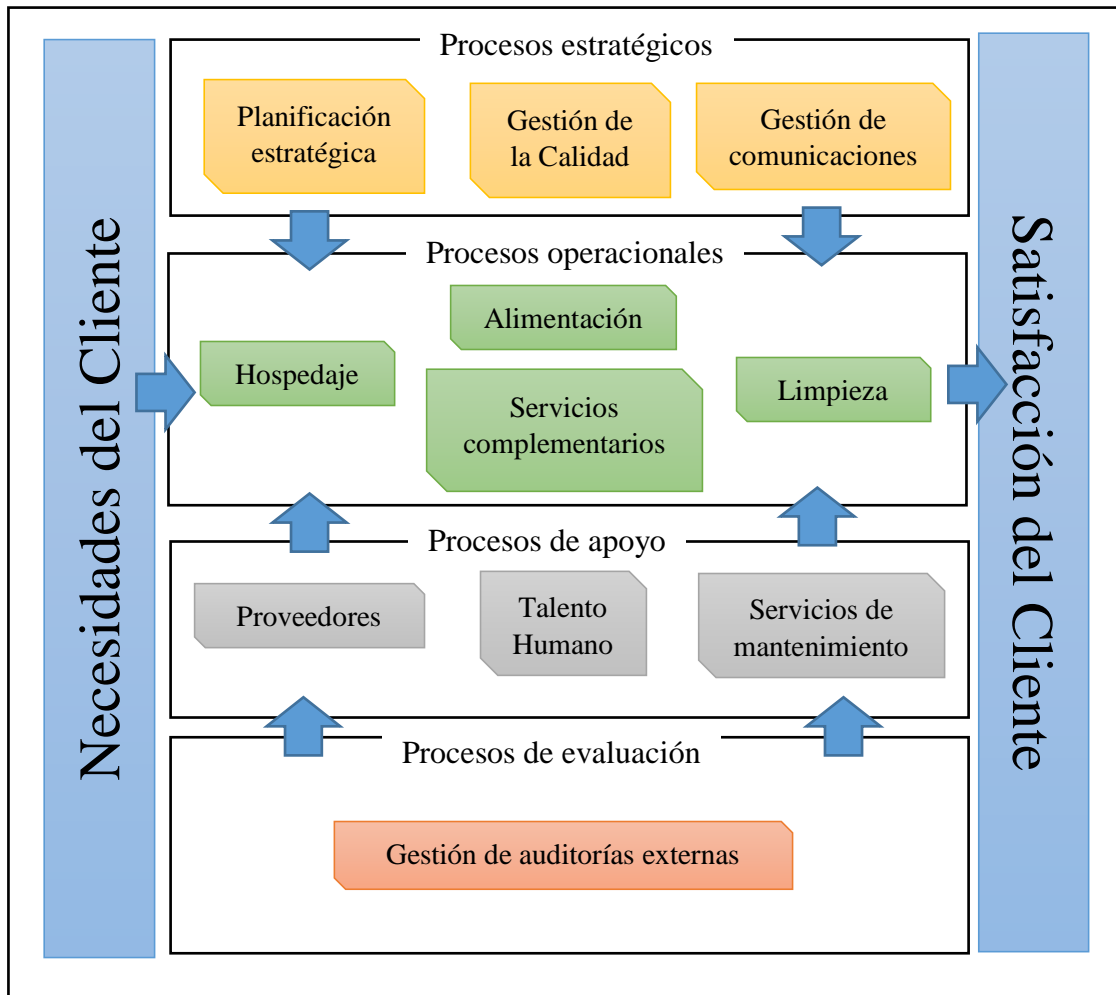 Necesidades del Cliente
Procesos estratégicos
Planificación
estratégica
Gestión de
la Calidad
Gestión de
comunicaciones
Procesos operacionales
Hospedaje
Alimentación
Servicios
complementarios
Limpieza
Procesos de apoyo
Proveedores
Talento
Humano
Servicios de
mantenimiento
Procesos de evaluación
Gestión de auditorías externas
Satisfacción del Cliente